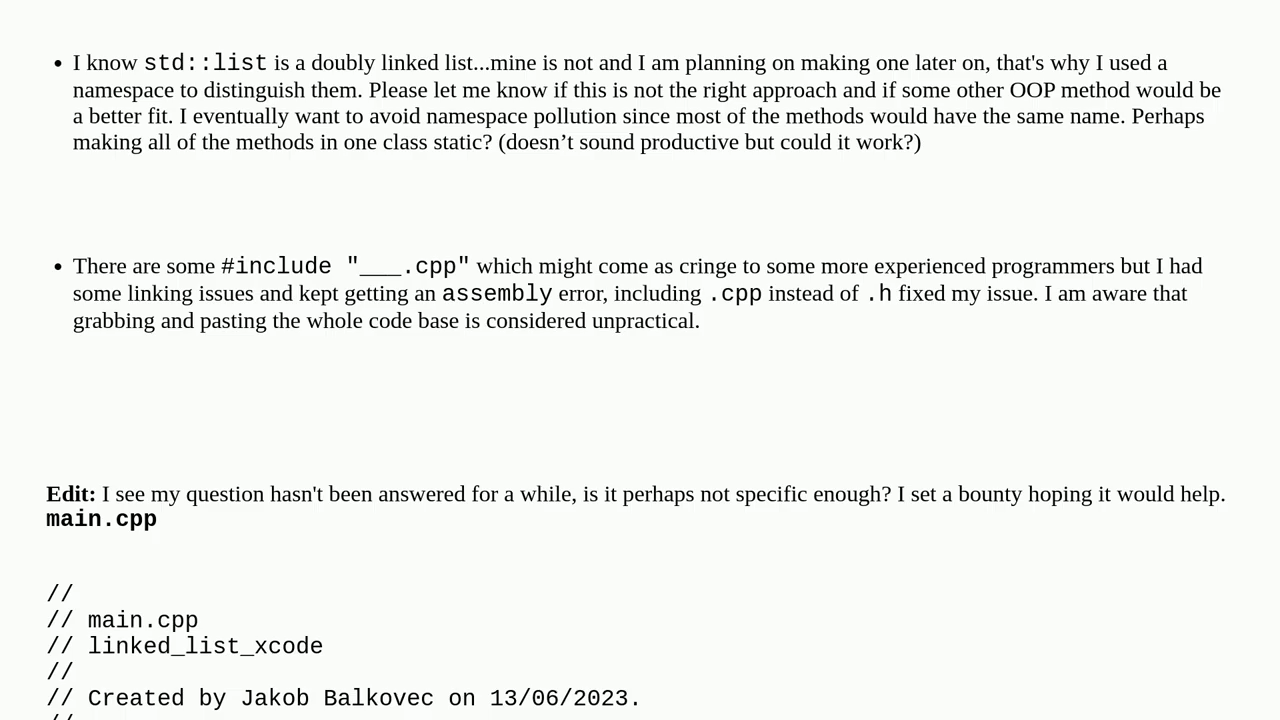 • I know std::list is a doubly linked list...mine is not and I am planning on making one later on, that's why I used a
namespace to distinguish them. Please let me know if this is not the right approach and if some other OOP method would be
a better fit. I eventually want to avoid namespace pollution since most of the methods would have the same name. Perhaps
making all of the methods in one class static? (doesn’t sound productive but could it work?)
• There are some #include "___.cpp" which might come as cringe to some more experienced programmers but I had
some linking issues and kept getting an assembly error, including .cpp instead of .h fixed my issue. I am aware that
grabbing and pasting the whole code base is considered unpractical.
Edit: I see my question hasn't been answered for a while, is it perhaps not specific enough? I set a bounty hoping it would help.
main.cpp
//
// main.cpp
// linked_list_xcode
//
// Created by Jakob Balkovec on 13/06/2023.
//